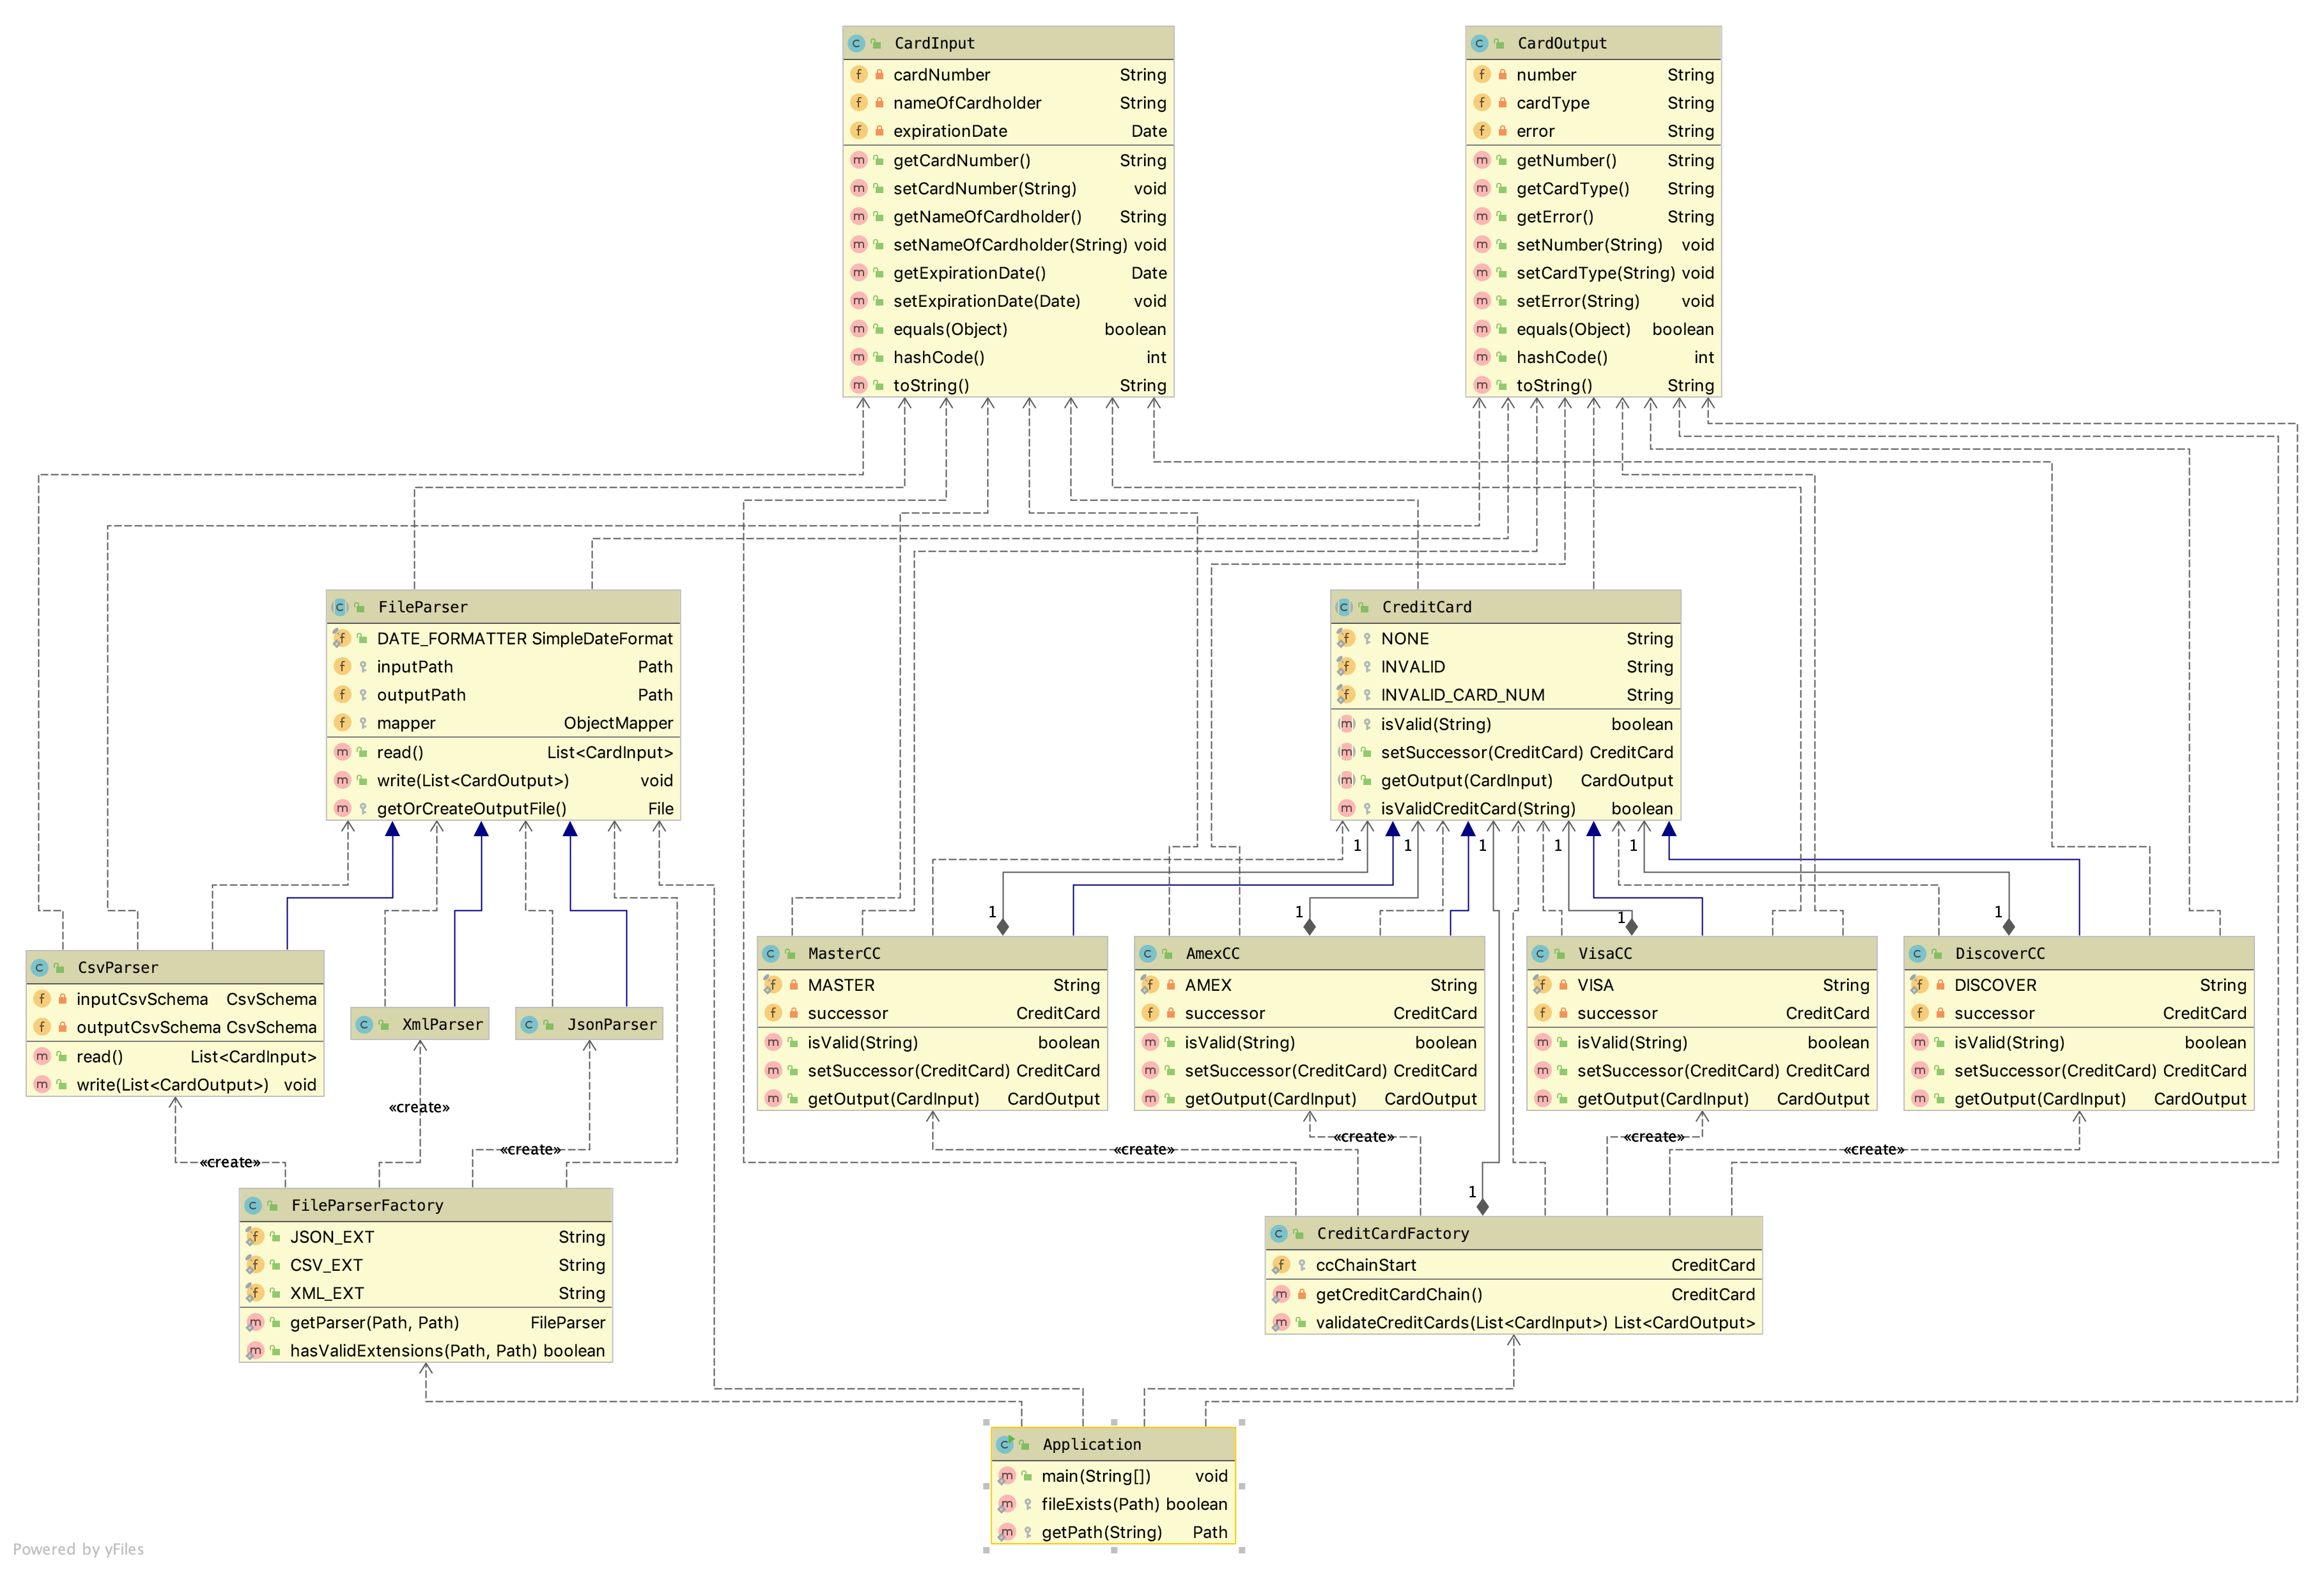 CardInput
cardNumber String
nameOfCardholder String
expirationDate Date
getCardNumber() String
setCardNumber(String) void
getNameOfCardholder() String
setNameOfCardholder(String) void
getExpirationDate() Date
setExpirationDate(Date) void
equals(Object) boolean
hashCode() int
toString() String
CardOutput
number String
cardType String
error String
getNumber() String
getCardType() String
getError() String
setNumber(String) void
setCardType(String) void
setError(String) void
equals(Object) boolean
hashCode() int
toString() String
FileParser
DATE_FORMATTER SimpleDateFormat
inputPath Path
outputPath Path
mapper ObjectMapper
read() List<CardInput>
write(List<CardOutput>) void
getOrCreateOutputFile() File
CreditCard
NONE String
INVALID String
INVALID_CARD_NUM String
isValid(String) boolean
setSuccessor(CreditCard) CreditCard
getOutput(CardInput) CardOutput
isValidCreditCard(String) boolean
1 1 1 1 1
1 1 1 1
CsvParser
inputCsvSchema CsvSchema
outputCsvSchema CsvSchema
read() List<CardInput>
write(List<CardOutput>) void
XmlParser
JsonParser
MasterCC
MASTER String
successor CreditCard
isValid(String) boolean
setSuccessor(CreditCard) CreditCard
getOutput(CardInput) CardOutput
AmexCC
AMEX String
successor CreditCard
isValid(String) boolean
setSuccessor(CreditCard) CreditCard
getOutput(CardInput) CardOutput
VisaCC
VISA String
successor CreditCard
isValid(String) boolean
setSuccessor(CreditCard) CreditCard
getOutput(CardInput) CardOutput
DiscoverCC
DISCOVER String
successor CreditCard
isValid(String) boolean
setSuccessor(CreditCard) CreditCard
getOutput(CardInput) CardOutput
«create»
«create»
«create»
«create»
«create»
«create»
«create»
1
FileParserFactory
JSON_EXT String
CSV_EXT String
XML_EXT String
getParser(Path, Path) FileParser
hasValidExtensions(Path, Path) boolean
CreditCardFactory
ccChainStart CreditCard
getCreditCardChain() CreditCard
validateCreditCards(List<CardInput>) List<CardOutput>
Application
main(String[]) void
fileExists(Path) boolean
getPath(String) Path
Powered by yFiles